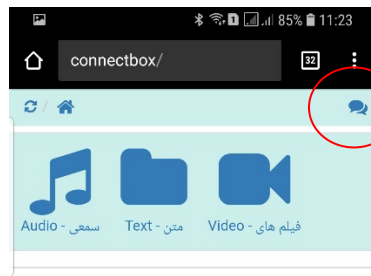 85% 11:23
connectbox/ 32
/
Audio - سمعی Text - متن Video - فیلم های